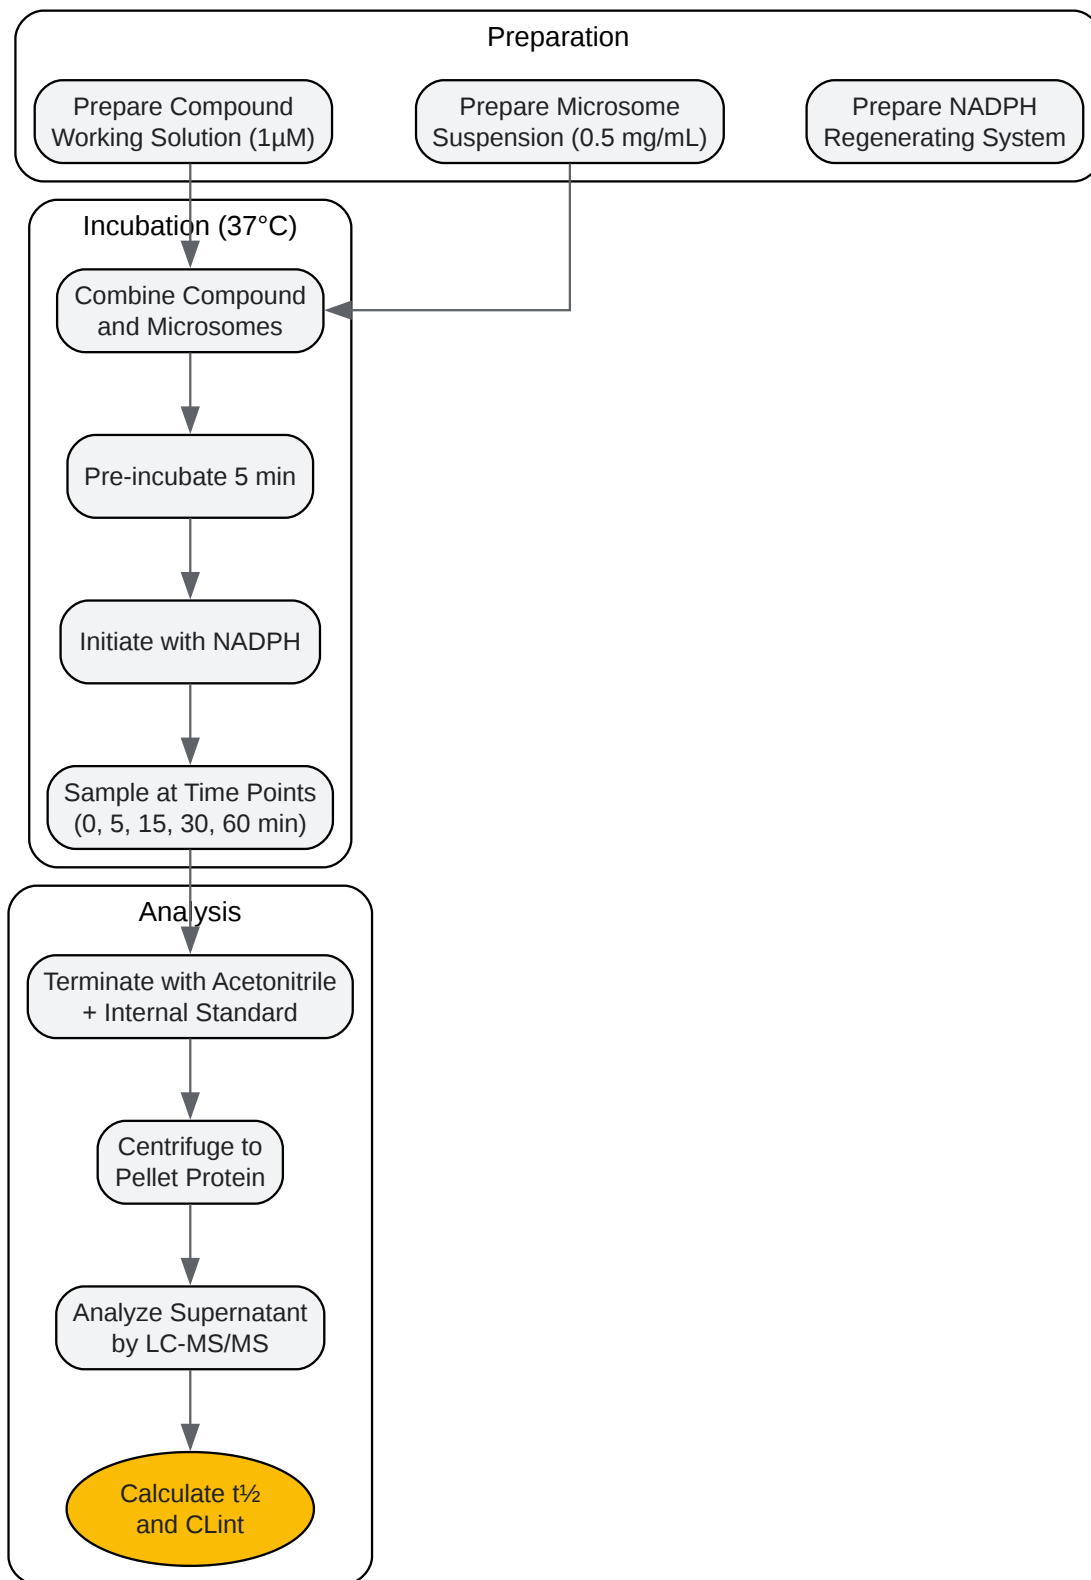 Preparation
Prepare Compound
Working Solution (1µM)
Prepare Microsome
Suspension (0.5 mg/mL)
Prepare NADPH
Regenerating System
Incubation (37°C)
Combine Compound
and Microsomes
Pre-incubate 5 min
Initiate with NADPH
Sample at Time Points
(0, 5, 15, 30, 60 min)
Analysis
Terminate with Acetonitrile
+ Internal Standard
Centrifuge to
Pellet Protein
Analyze Supernatant
by LC-MS/MS
Calculate t½
and CLint